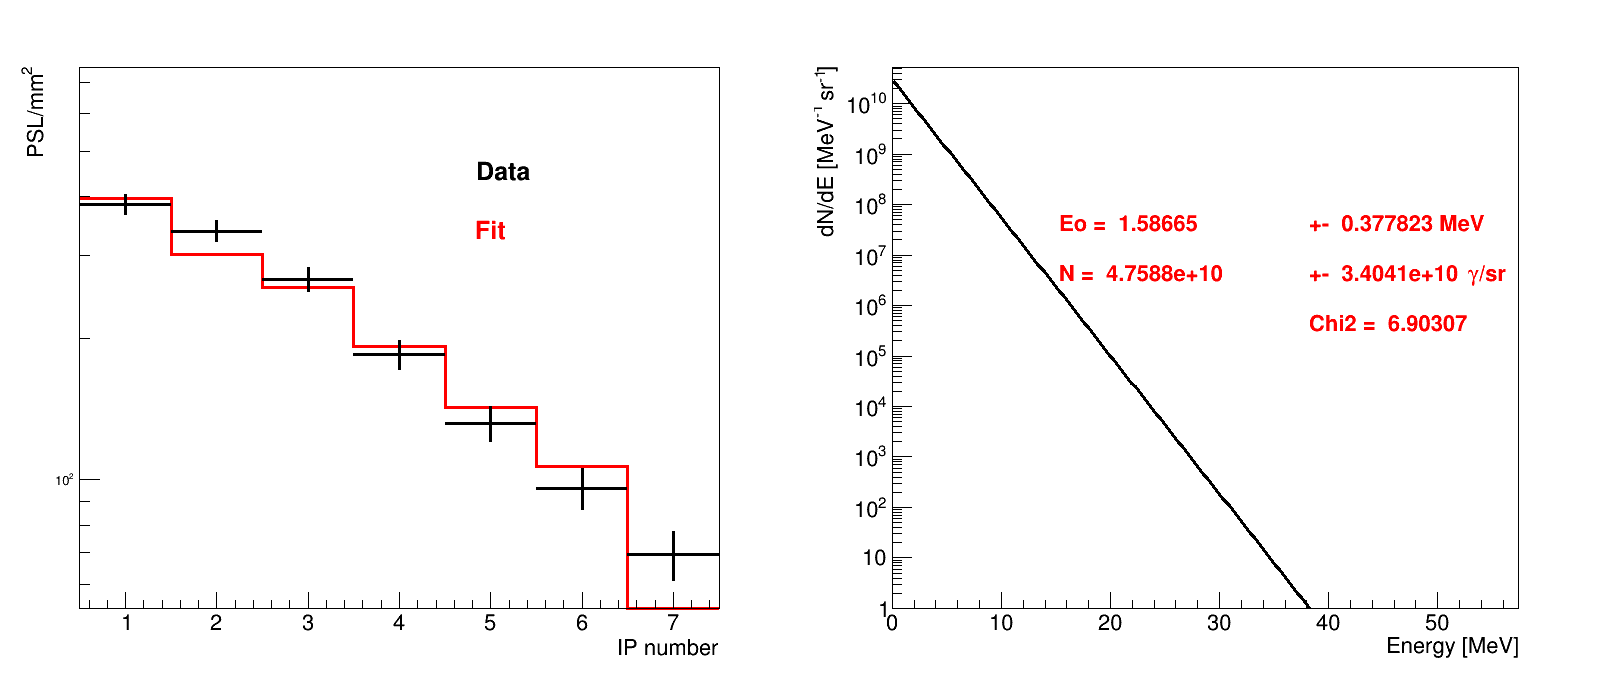 PSL/mm²
Data
Fit
10²
1 2 3 4 5 6 7
IP number
dN/dE [MeV⁻¹ sr⁻¹]
10¹⁰
10⁹
10⁸
10⁷
10⁶
10⁵
10⁴
10³
10²
10
1
Eo = 1.58665 +- 0.377823 MeV
N = 4.7588e+10 +- 3.4041e+10 γ/sr
Chi2 = 6.90307
0 10 20 30 40 50
Energy [MeV]